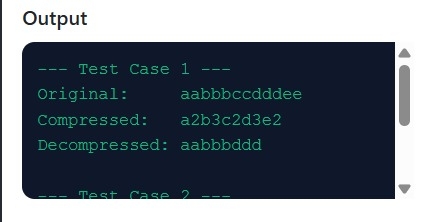 Output
--- Test Case 1 ---
Original:     aabbbccdddee
Compressed:   a2b3c2d3e2
Decompressed: aabbbddd
--- Test Case 2 ---